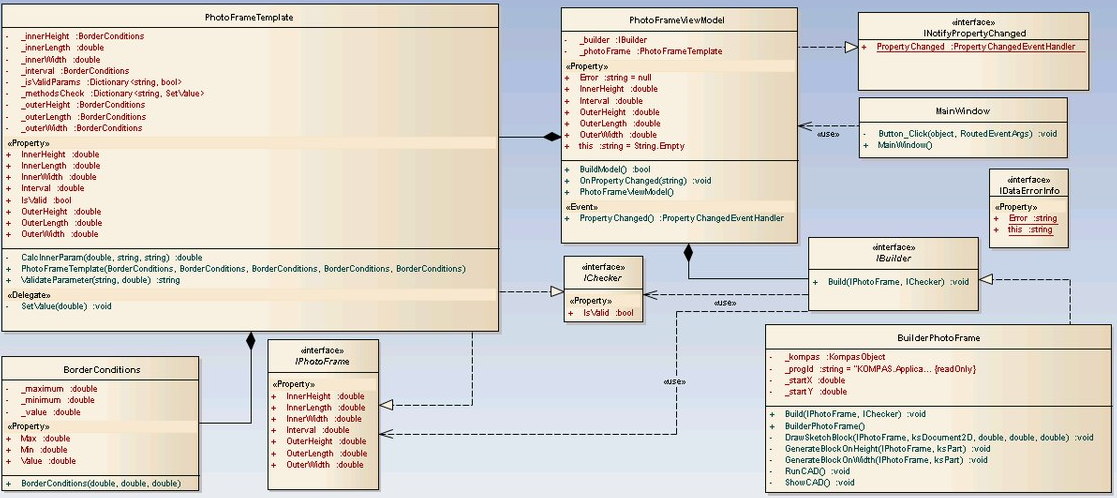 PhotoFrameTemplate
- _innerHeight :BorderConditions
- _innerLength :double
- _innerWidth :double
- _interval :BorderConditions
- _isValidParams :Dictionary<string, bool>
- _methodsCheck :Dictionary<string, SetValue>
- _outerHeight :BorderConditions
- _outerLength :BorderConditions
- _outerWidth :BorderConditions
«Property»
+ InnerHeight :double
+ InnerLength :double
+ InnerWidth :double
+ Interval :double
+ IsValid :bool
+ OuterHeight :double
+ OuterLength :double
+ OuterWidth :double
- CalcInnerParam(double, string, string) :double
+ PhotoFrameTemplate(BorderConditions, BorderConditions, BorderConditions, BorderConditions, BorderConditions)
+ ValidateParameter(string, double) :string
«Delegate»
- SetValue(double) :void
PhotoFrameViewModel
- _builder :IBuilder
- _photoFrame :PhotoFrameTemplate
«Property»
+ Error :string = null
+ InnerHeight :double
+ Interval :double
+ OuterHeight :double
+ OuterLength :double
+ OuterWidth :double
+ this :string = String.Empty
+ BuildModel() :bool
+ OnPropertyChanged(string) :void
+ PhotoFrameViewModel()
«Event»
+ PropertyChanged() :PropertyChangedEventHandler
«interface»
INotifyPropertyChanged
+ PropertyChanged :PropertyChangedEventHandler
MainWindow
- Button_Click(object, RoutedEventArgs) :void
+ MainWindow()
«use»
«interface»
IDataErrorInfo
«Property»
+ Error :string
+ this :string
«interface»
IChecker
«Property»
+ IsValid :bool
«interface»
IBuilder
+ Build(IPhotoFrame, IChecker) :void
«use»
«use»
BorderConditions
- _maximum :double
- _minimum :double
- _value :double
«Property»
+ Max :double
+ Min :double
+ Value :double
+ BorderConditions(double, double, double)
«interface»
IPhotoFrame
«Property»
+ InnerHeight :double
+ InnerLength :double
+ InnerWidth :double
+ Interval :double
+ OuterHeight :double
+ OuterLength :double
+ OuterWidth :double
BuilderPhotoFrame
- _kompas :KompasObject
- _progId :string = "KOMPAS.Applica... {readOnly}
- _startX :double
- _startY :double
+ Build(IPhotoFrame, IChecker) :void
+ BuilderPhotoFrame()
- DrawSketchBlock(IPhotoFrame, ksDocument2D, double, double, double) :void
- GenerateBlockOnHeight(IPhotoFrame, ksPart) :void
- GenerateBlockOnWidth(IPhotoFrame, ksPart) :void
- RunCAD() :void
- ShowCAD() :void